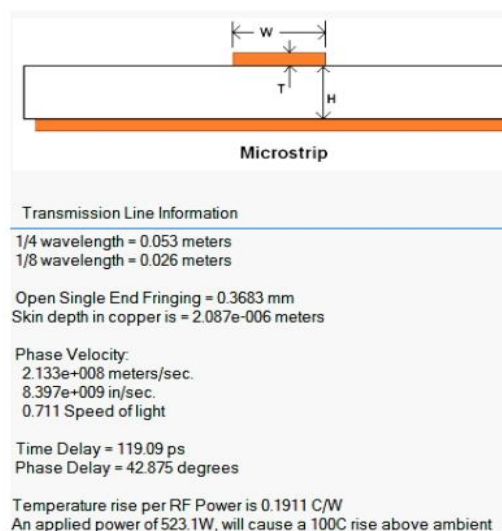 W
T
H
Microstrip
Transmission Line Information
1/4 wavelength = 0.053 meters
1/8 wavelength = 0.026 meters
Open Single End Fringing = 0.3683 mm
Skin depth in copper is = 2.087e-006 meters
Phase Velocity:
2.133e+008 meters/sec.
8.397e+009 in/sec.
0.711 Speed of light
Time Delay = 119.09 ps
Phase Delay = 42.875 degrees
Temperature rise per RF Power is 0.1911 C/W
An applied power of 523.1W, will cause a 100C rise above ambient